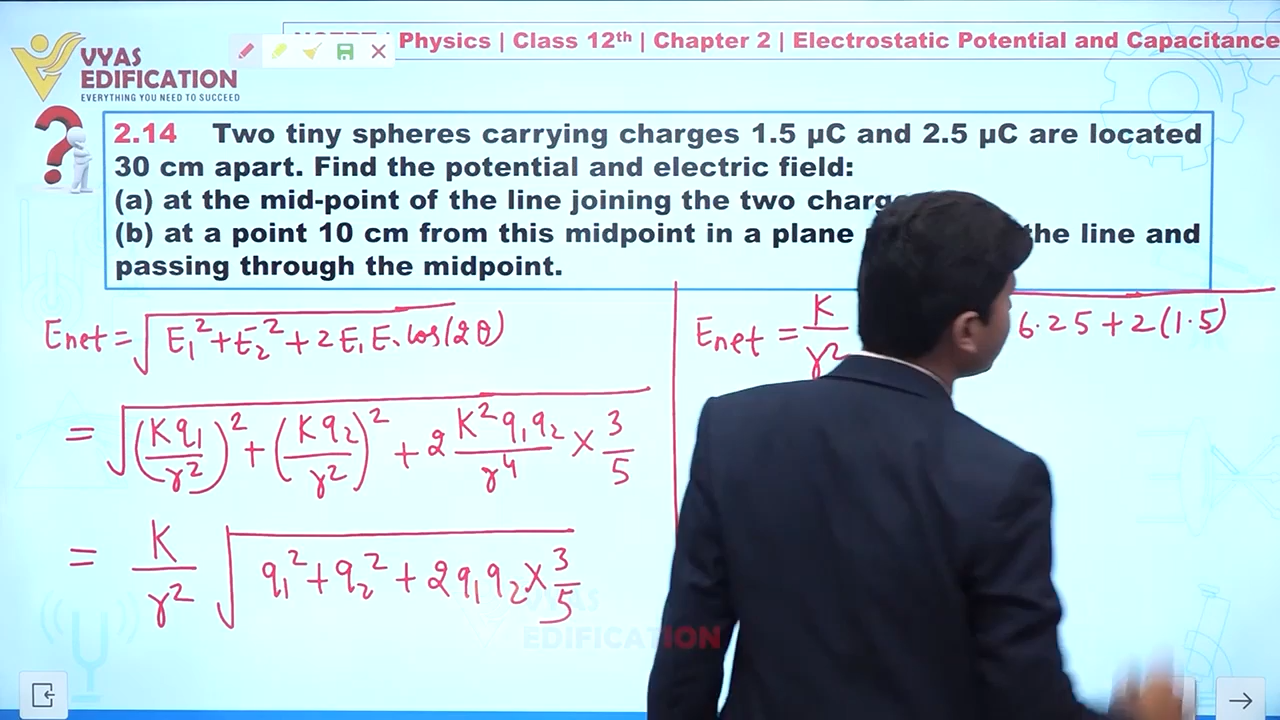 Physics | Class 12th | Chapter 2 | Electrostatic Potential and Capacitance
VYAS
EDIFICATION
EVERYTHING YOU NEED TO SUCCEED
2.14 Two tiny spheres carrying charges 1.5 µC and 2.5 µC are located
30 cm apart. Find the potential and electric field:
(a) at the mid-point of the line joining the two
(b) at a point 10 cm from this midpoint in a plane the line and
passing through the midpoint.
Enet = √(E₁² + E₂² + 2E₁E₂ cos(2θ))
= √((Kq₁/r²)² + (Kq₂/r²)² + 2 K²q₁q₂/r⁴ × 3/5)
= K/r² √(q₁² + q₂² + 2q₁q₂ × 3/5)
Enet = K/r² 6.25 + 2(1.5)
EDIFICATION